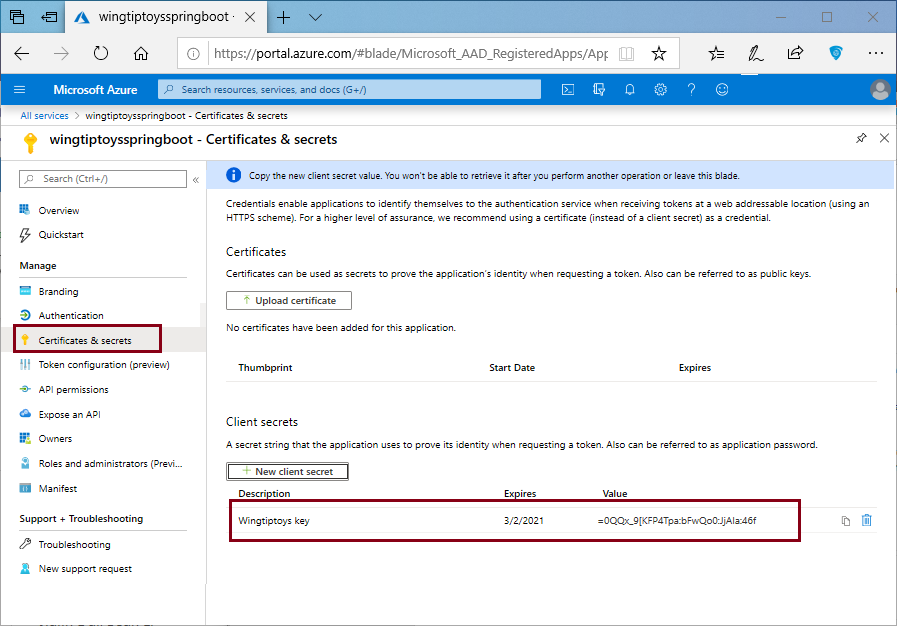 wingtiptoysspringboot -
https://portal.azure.com/#blade/Microsoft_AAD_RegisteredApps/App
Microsoft Azure
Search resources, services, and docs (G+/)
All services > wingtiptoysspringboot - Certificates & secrets
wingtiptoysspringboot - Certificates & secrets
Search (Ctrl+/)
Overview
Quickstart
Manage
Branding
Authentication
Certificates & secrets
Token configuration (preview)
API permissions
Expose an API
Owners
Roles and administrators (Previ...
Manifest
Support + Troubleshooting
Troubleshooting
New support request
Copy the new client secret value. You won't be able to retrieve it after you perform another operation or leave this blade.
Credentials enable applications to identify themselves to the authentication service when receiving tokens at a web addressable location (using an
HTTPS scheme). For a higher level of assurance, we recommend using a certificate (instead of a client secret) as a credential.
Certificates
Certificates can be used as secrets to prove the application's identity when requesting a token. Also can be referred to as public keys.
Upload certificate
No certificates have been added for this application.
Thumbprint Start Date Expires
Client secrets
A secret string that the application uses to prove its identity when requesting a token. Also can be referred to as application password.
New client secret
Description Expires Value
Wingtiptoys key 3/2/2021 =0QQx_9[KFP4Tpa:bFwQo0:JjAIa:46f